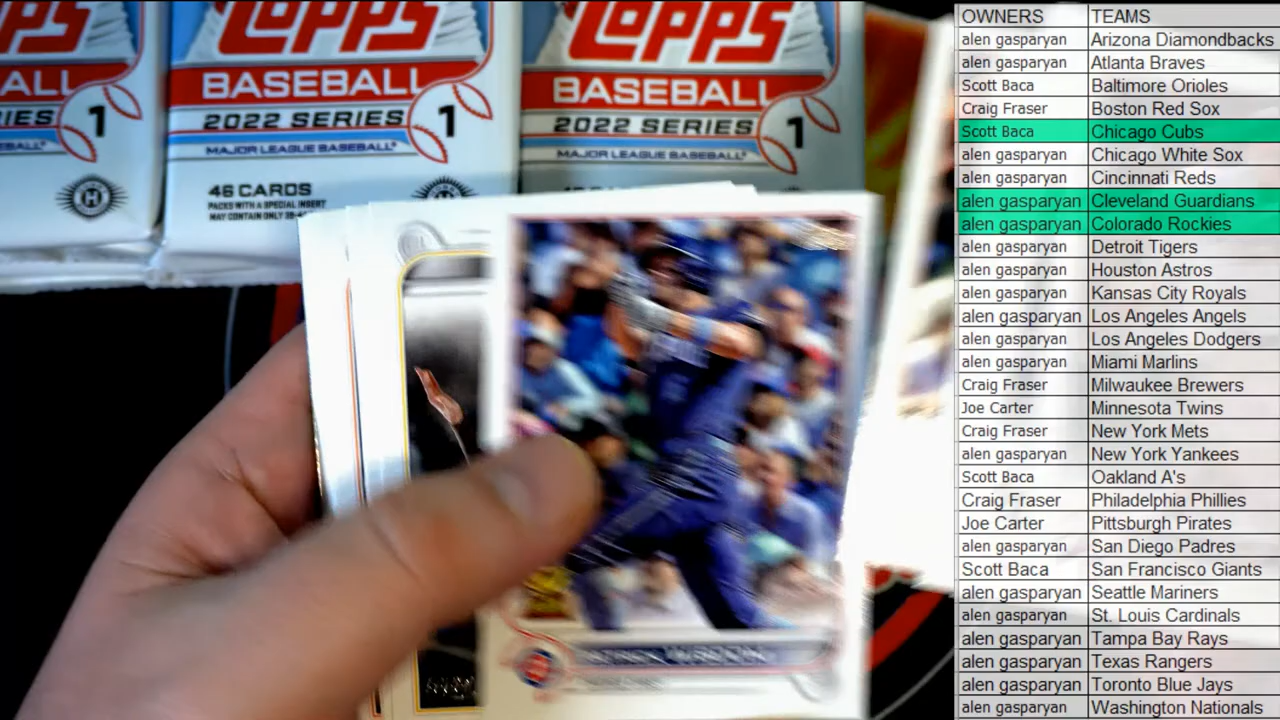 TOPPS
TOPPS
ALL
BASEBALL
BASEBALL
IES
1
2022 SERIES
1
2022 SERIES
1
MAJOR LEAGUE BASEBALL
MAJOR LEAGUE BASEBALL
H
46 CARDS
PACKS WITH A SPECIAL INSERT
OWNERS TEAMS
alen gasparyan Arizona Diamondbacks
alen gasparyan Atlanta Braves
Scott Baca Baltimore Orioles
Craig Fraser Boston Red Sox
Scott Baca Chicago Cubs
alen gasparyan Chicago White Sox
alen gasparyan Cincinnati Reds
alen gasparyan Cleveland Guardians
alen gasparyan Colorado Rockies
alen gasparyan Detroit Tigers
alen gasparyan Houston Astros
alen gasparyan Kansas City Royals
alen gasparyan Los Angeles Angels
alen gasparyan Los Angeles Dodgers
alen gasparyan Miami Marlins
Craig Fraser Milwaukee Brewers
Joe Carter Minnesota Twins
Craig Fraser New York Mets
alen gasparyan New York Yankees
Scott Baca Oakland A's
Craig Fraser Philadelphia Phillies
Joe Carter Pittsburgh Pirates
alen gasparyan San Diego Padres
Scott Baca San Francisco Giants
alen gasparyan Seattle Mariners
alen gasparyan St. Louis Cardinals
alen gasparyan Tampa Bay Rays
alen gasparyan Texas Rangers
alen gasparyan Toronto Blue Jays
alen gasparyan Washington Nationals